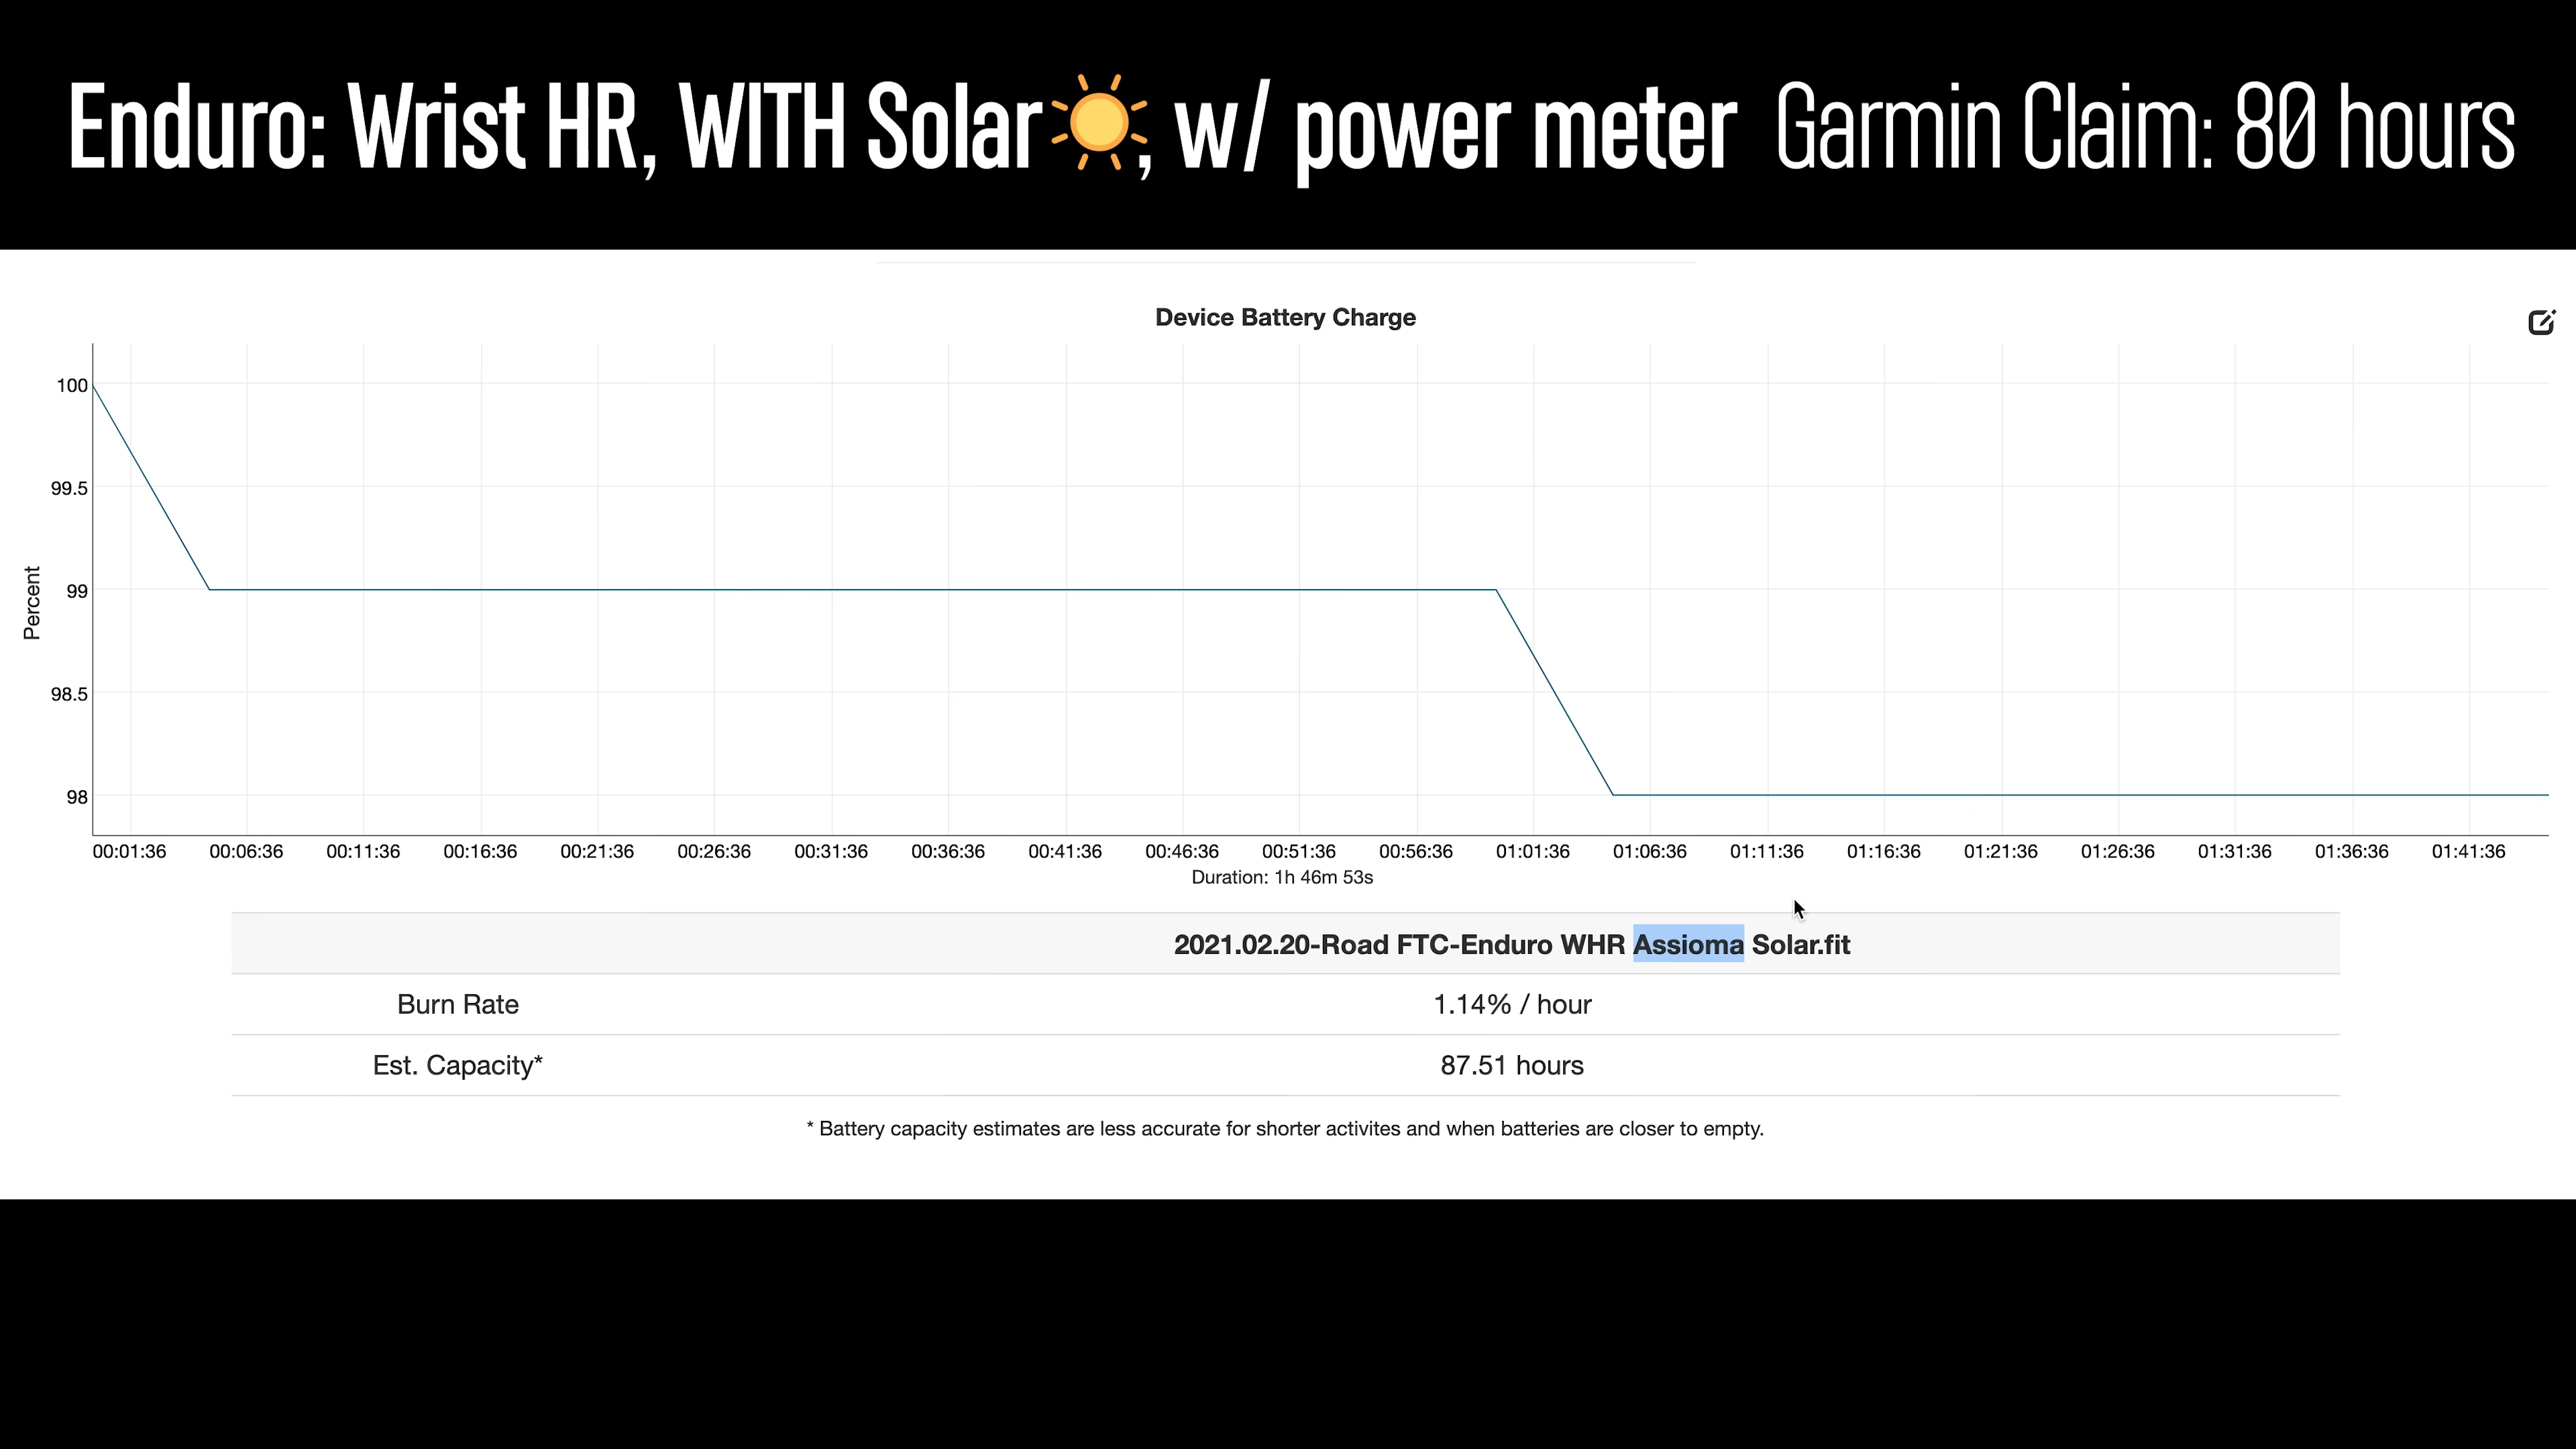 Enduro: Wrist HR, WITH Solar☀️, w/ power meter Garmin Claim: 80 hours
Device Battery Charge
100
99.5
99
98.5
98
Percent
00:01:36 00:06:36 00:11:36 00:16:36 00:21:36 00:26:36 00:31:36 00:36:36 00:41:36 00:46:36 00:51:36 00:56:36 01:01:36 01:06:36 01:11:36 01:16:36 01:21:36 01:26:36 01:31:36 01:36:36 01:41:36
Duration: 1h 46m 53s
2021.02.20-Road FTC-Enduro WHR Assioma Solar.fit
Burn Rate 1.14% / hour
Est. Capacity* 87.51 hours
* Battery capacity estimates are less accurate for shorter activites and when batteries are closer to empty.